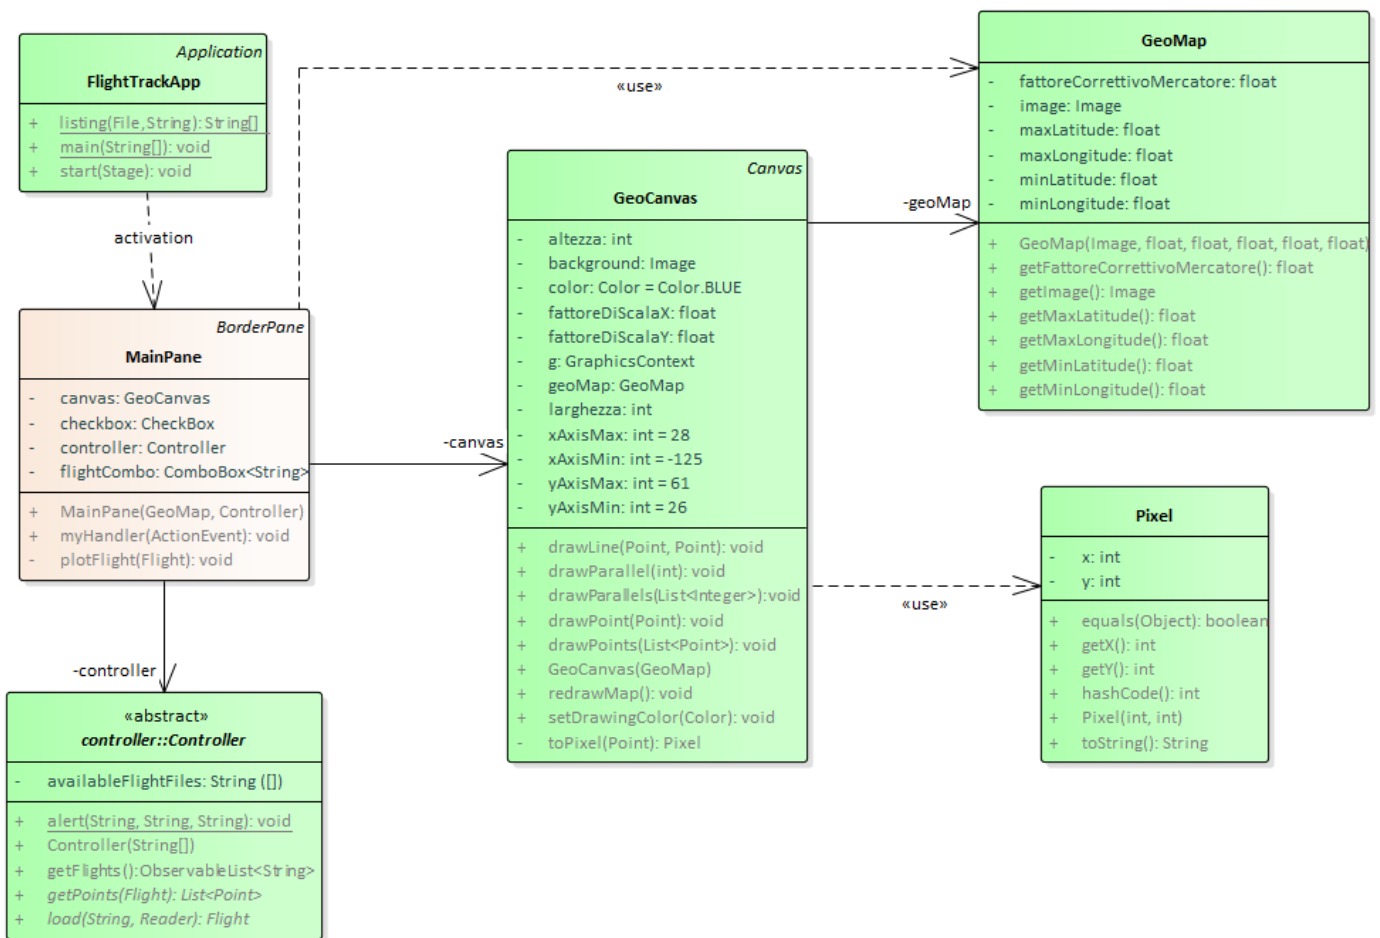 Application
FlightTrackApp
+ listing(File,String):String[]
+ main(String[]): void
+ start(Stage): void
activation
BorderPane
MainPane
- canvas: GeoCanvas
- checkbox: CheckBox
- controller: Controller
- flightCombo: ComboBox<String>
+ MainPane(GeoMap, Controller)
+ myHandler(ActionEvent): void
- plotFlight(Flight): void
-controller
«abstract»
controller::Controller
- availableFlightFiles: String ([])
+ alert(String, String, String): void
+ Controller(String[])
+ getFlights():ObservableList<String>
+ getPoints(Flight): List<Point>
+ load(String, Reader): Flight
«use»
-canvas
Canvas
GeoCanvas
- altezza: int
- background: Image
- color: Color = Color.BLUE
- fattoreDiScalaX: float
- fattoreDiScalaY: float
- g: GraphicsContext
- geoMap: GeoMap
- larghezza: int
- xAxisMax: int = 28
- xAxisMin: int = -125
- yAxisMax: int = 61
- yAxisMin: int = 26
+ drawLine(Point, Point): void
+ drawParallel(int): void
+ drawParallels(List<Integer>):void
+ drawPoint(Point): void
+ drawPoints(List<Point>): void
+ GeoCanvas(GeoMap)
+ redrawMap(): void
+ setDrawingColor(Color): void
- toPixel(Point): Pixel
-geoMap
GeoMap
- fattoreCorrettivoMercatore: float
- image: Image
- maxLatitude: float
- maxLongitude: float
- minLatitude: float
- minLongitude: float
+ GeoMap(Image, float, float, float, float, float)
+ getFattoreCorrettivoMercatore(): float
+ getImage(): Image
+ getMaxLatitude(): float
+ getMaxLongitude(): float
+ getMinLatitude(): float
+ getMinLongitude(): float
«use»
Pixel
- x: int
- y: int
+ equals(Object): boolean
+ getX(): int
+ getY(): int
+ hashCode(): int
+ Pixel(int, int)
+ toString(): String